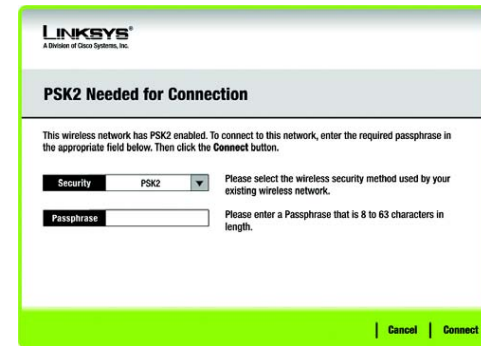 LINKSYS®
A Division of Cisco Systems, Inc.
PSK2 Needed for Connection
This wireless network has PSK2 enabled. To connect to this network, enter the required passphrase in
the appropriate field below. Then click the Connect button.
Security PSK2 Please select the wireless security method used by your
existing wireless network.
Passphrase Please enter a Passphrase that is 8 to 63 characters in
length.
Cancel Connect